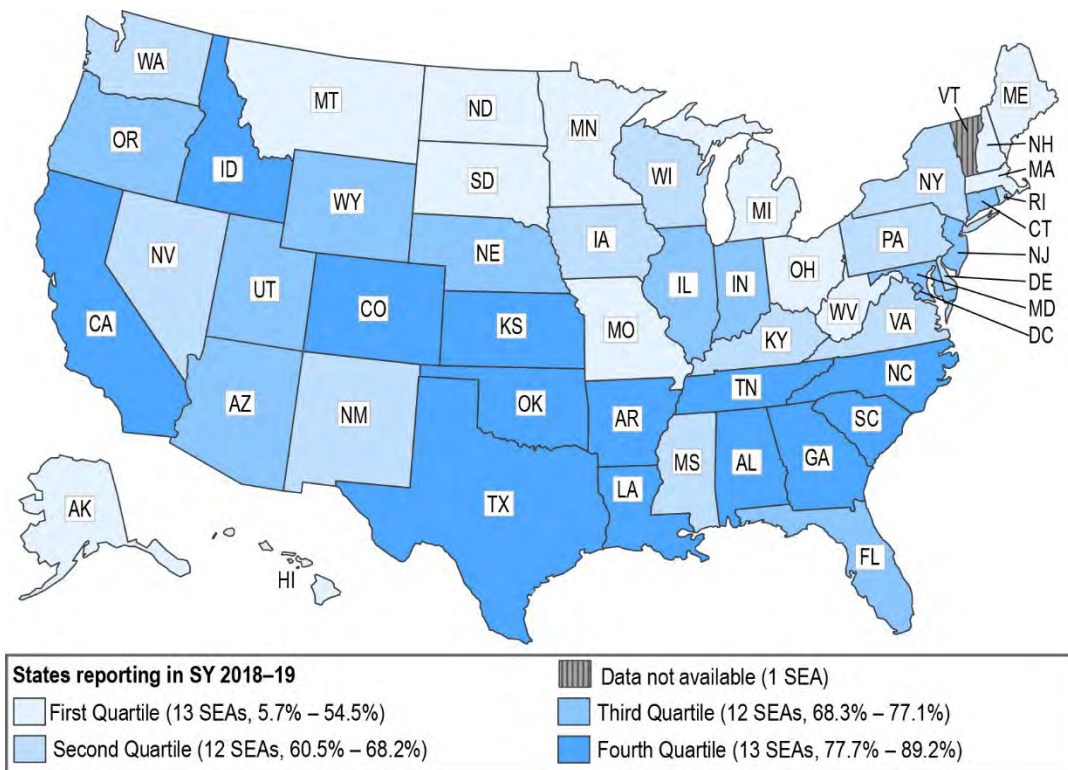 WA
MT
ND
MN
ME
VT
OR
ID
SD
WI
NH
MA
NY
MI
WY
RI
CT
IA
PA
NE
NV
NJ
OH
DE
UT
IL
IN
MD
CO
WV
DC
CA
KS
MO
VA
KY
NC
TN
AZ
OK
NM
AR
SC
MS
AL
GA
LA
TX
AK
FL
HI
States reporting in SY 2018–19
Data not available (1 SEA)
First Quartile (13 SEAs, 5.7% – 54.5%)
Third Quartile (12 SEAs, 68.3% – 77.1%)
Second Quartile (12 SEAs, 60.5% – 68.2%)
Fourth Quartile (13 SEAs, 77.7% – 89.2%)